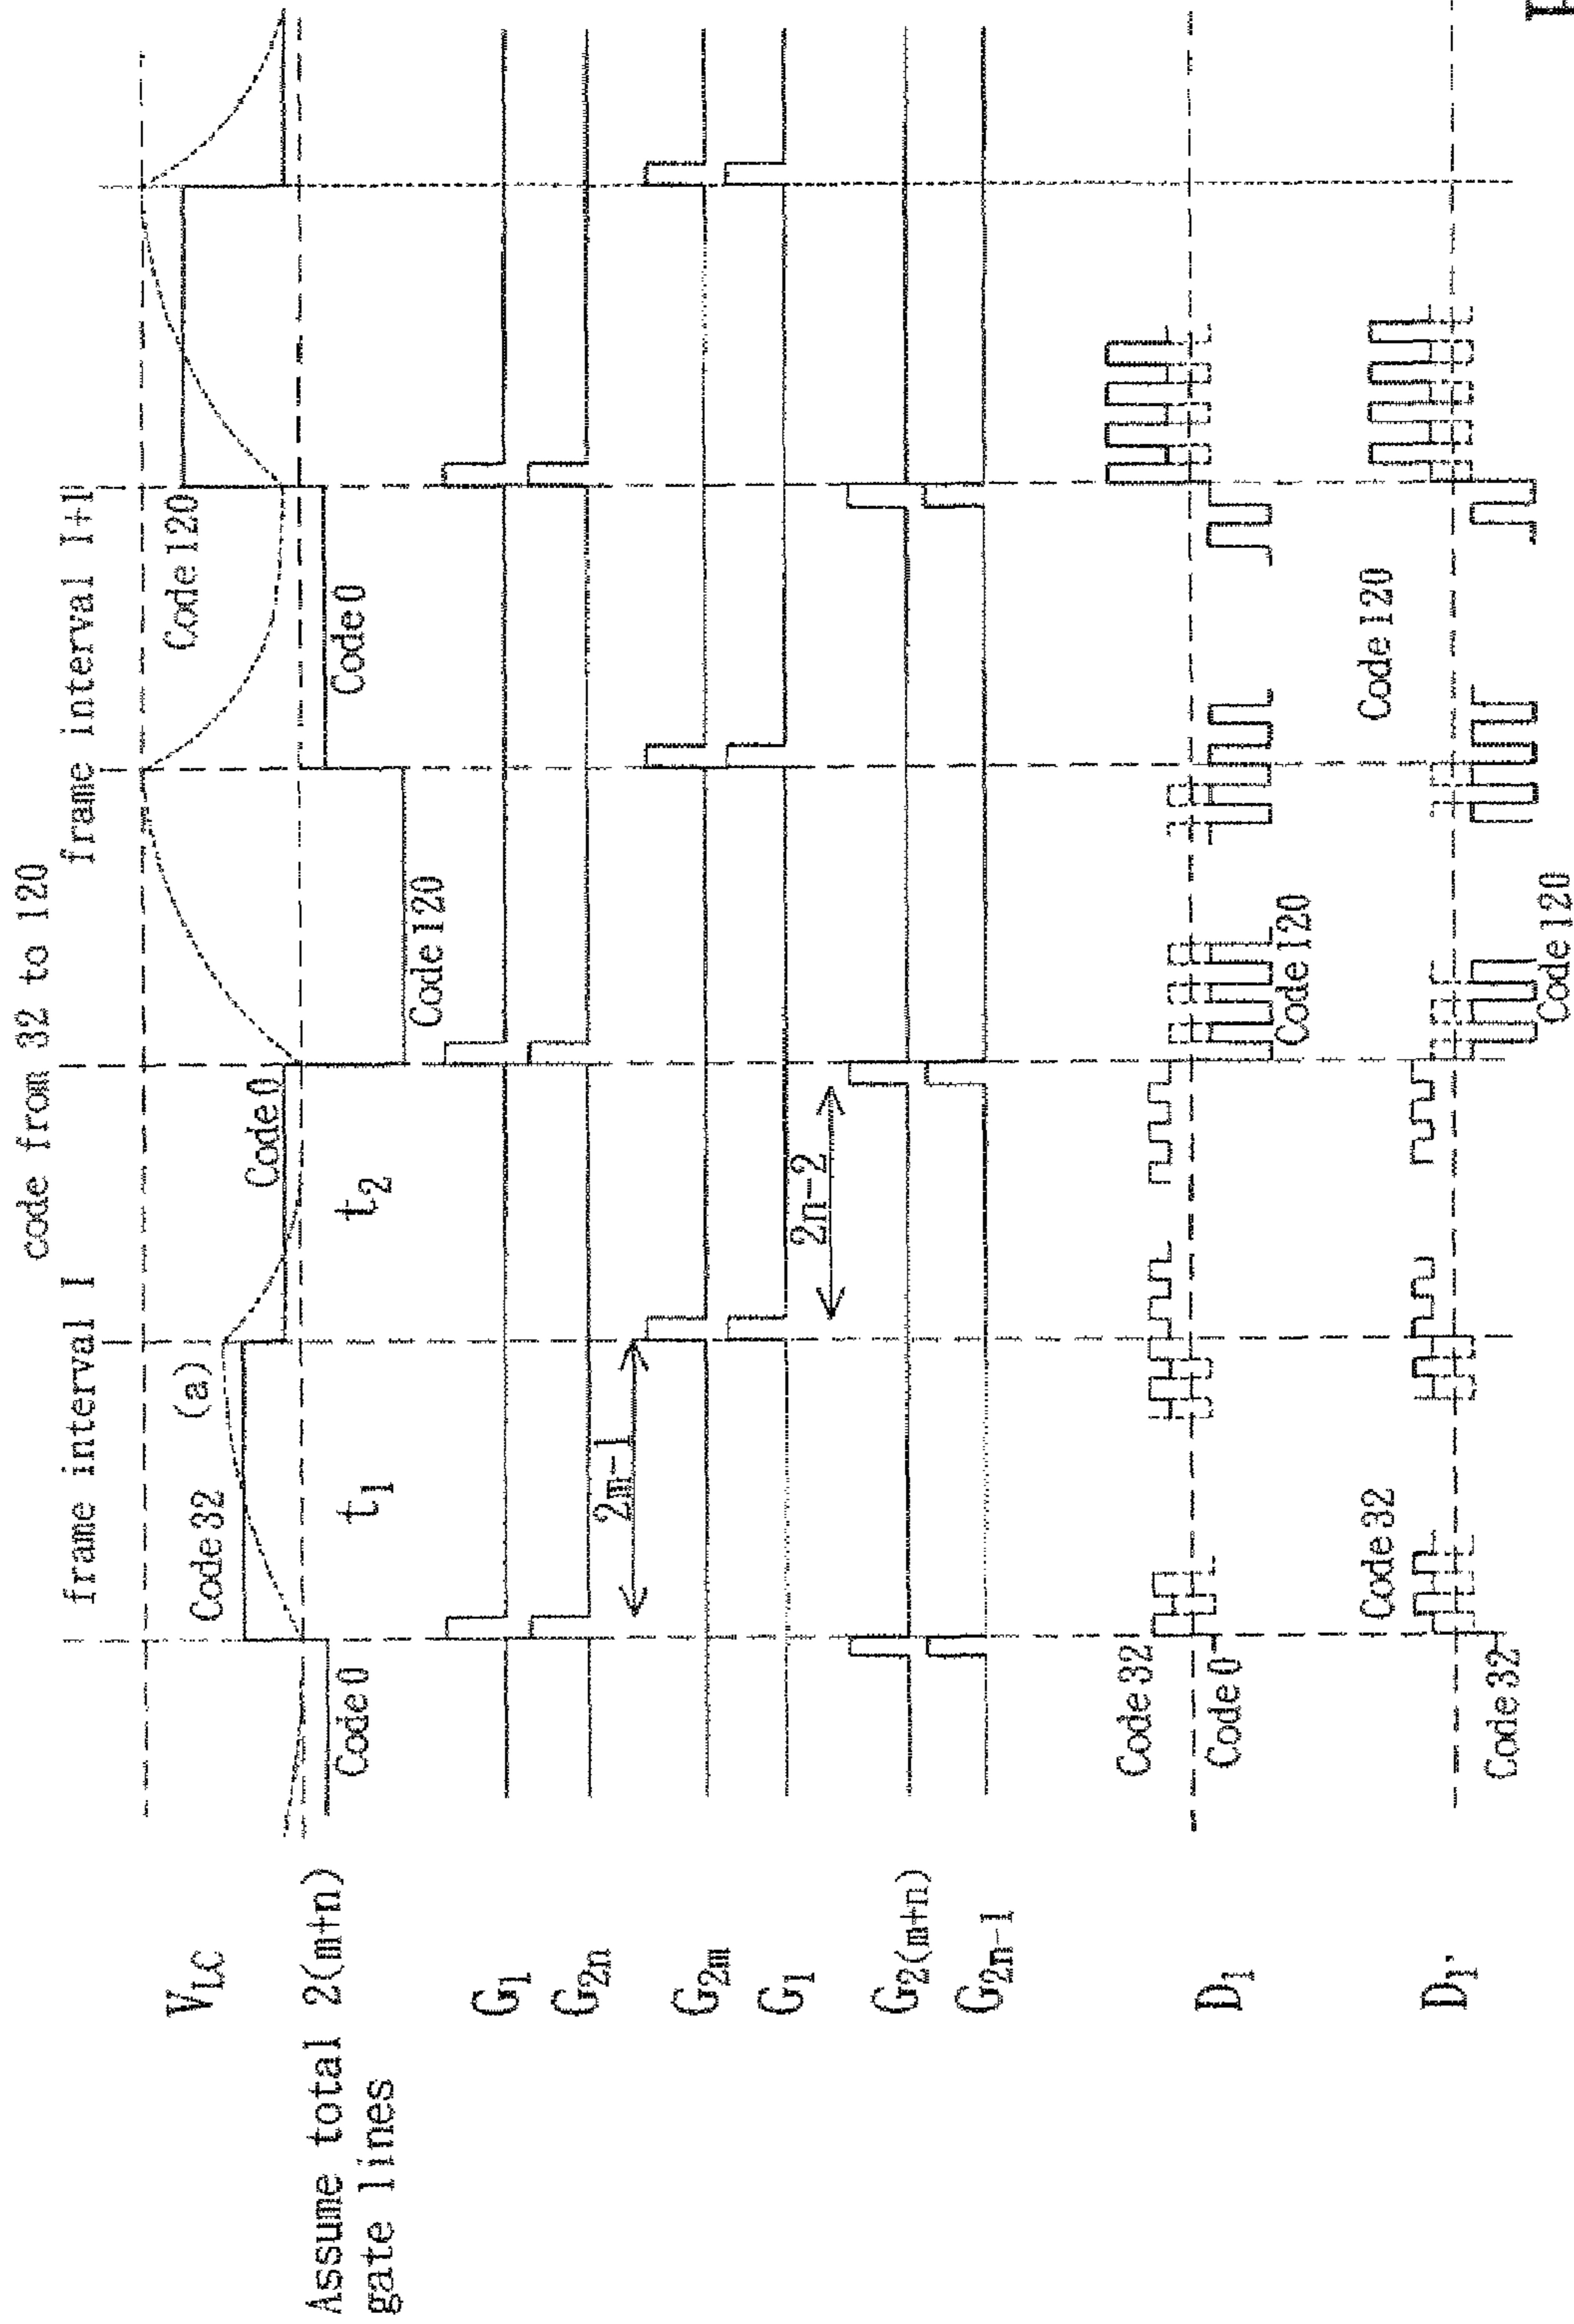 code from 32 to 120
frame interval I
frame interval I+1
V_LC
Code 0
Code 32
(a)
Code 0
Code 120
Code 0
Code 120
t1
t2
Assume total 2(m+n)
gate lines
G1
G2n
2m-1
G2m
G1
2n-2
G2(m+n)
G2n-1
D1
Code 32
Code 0
Code 120
D1'
Code 32
Code 32
Code 120
Code 120